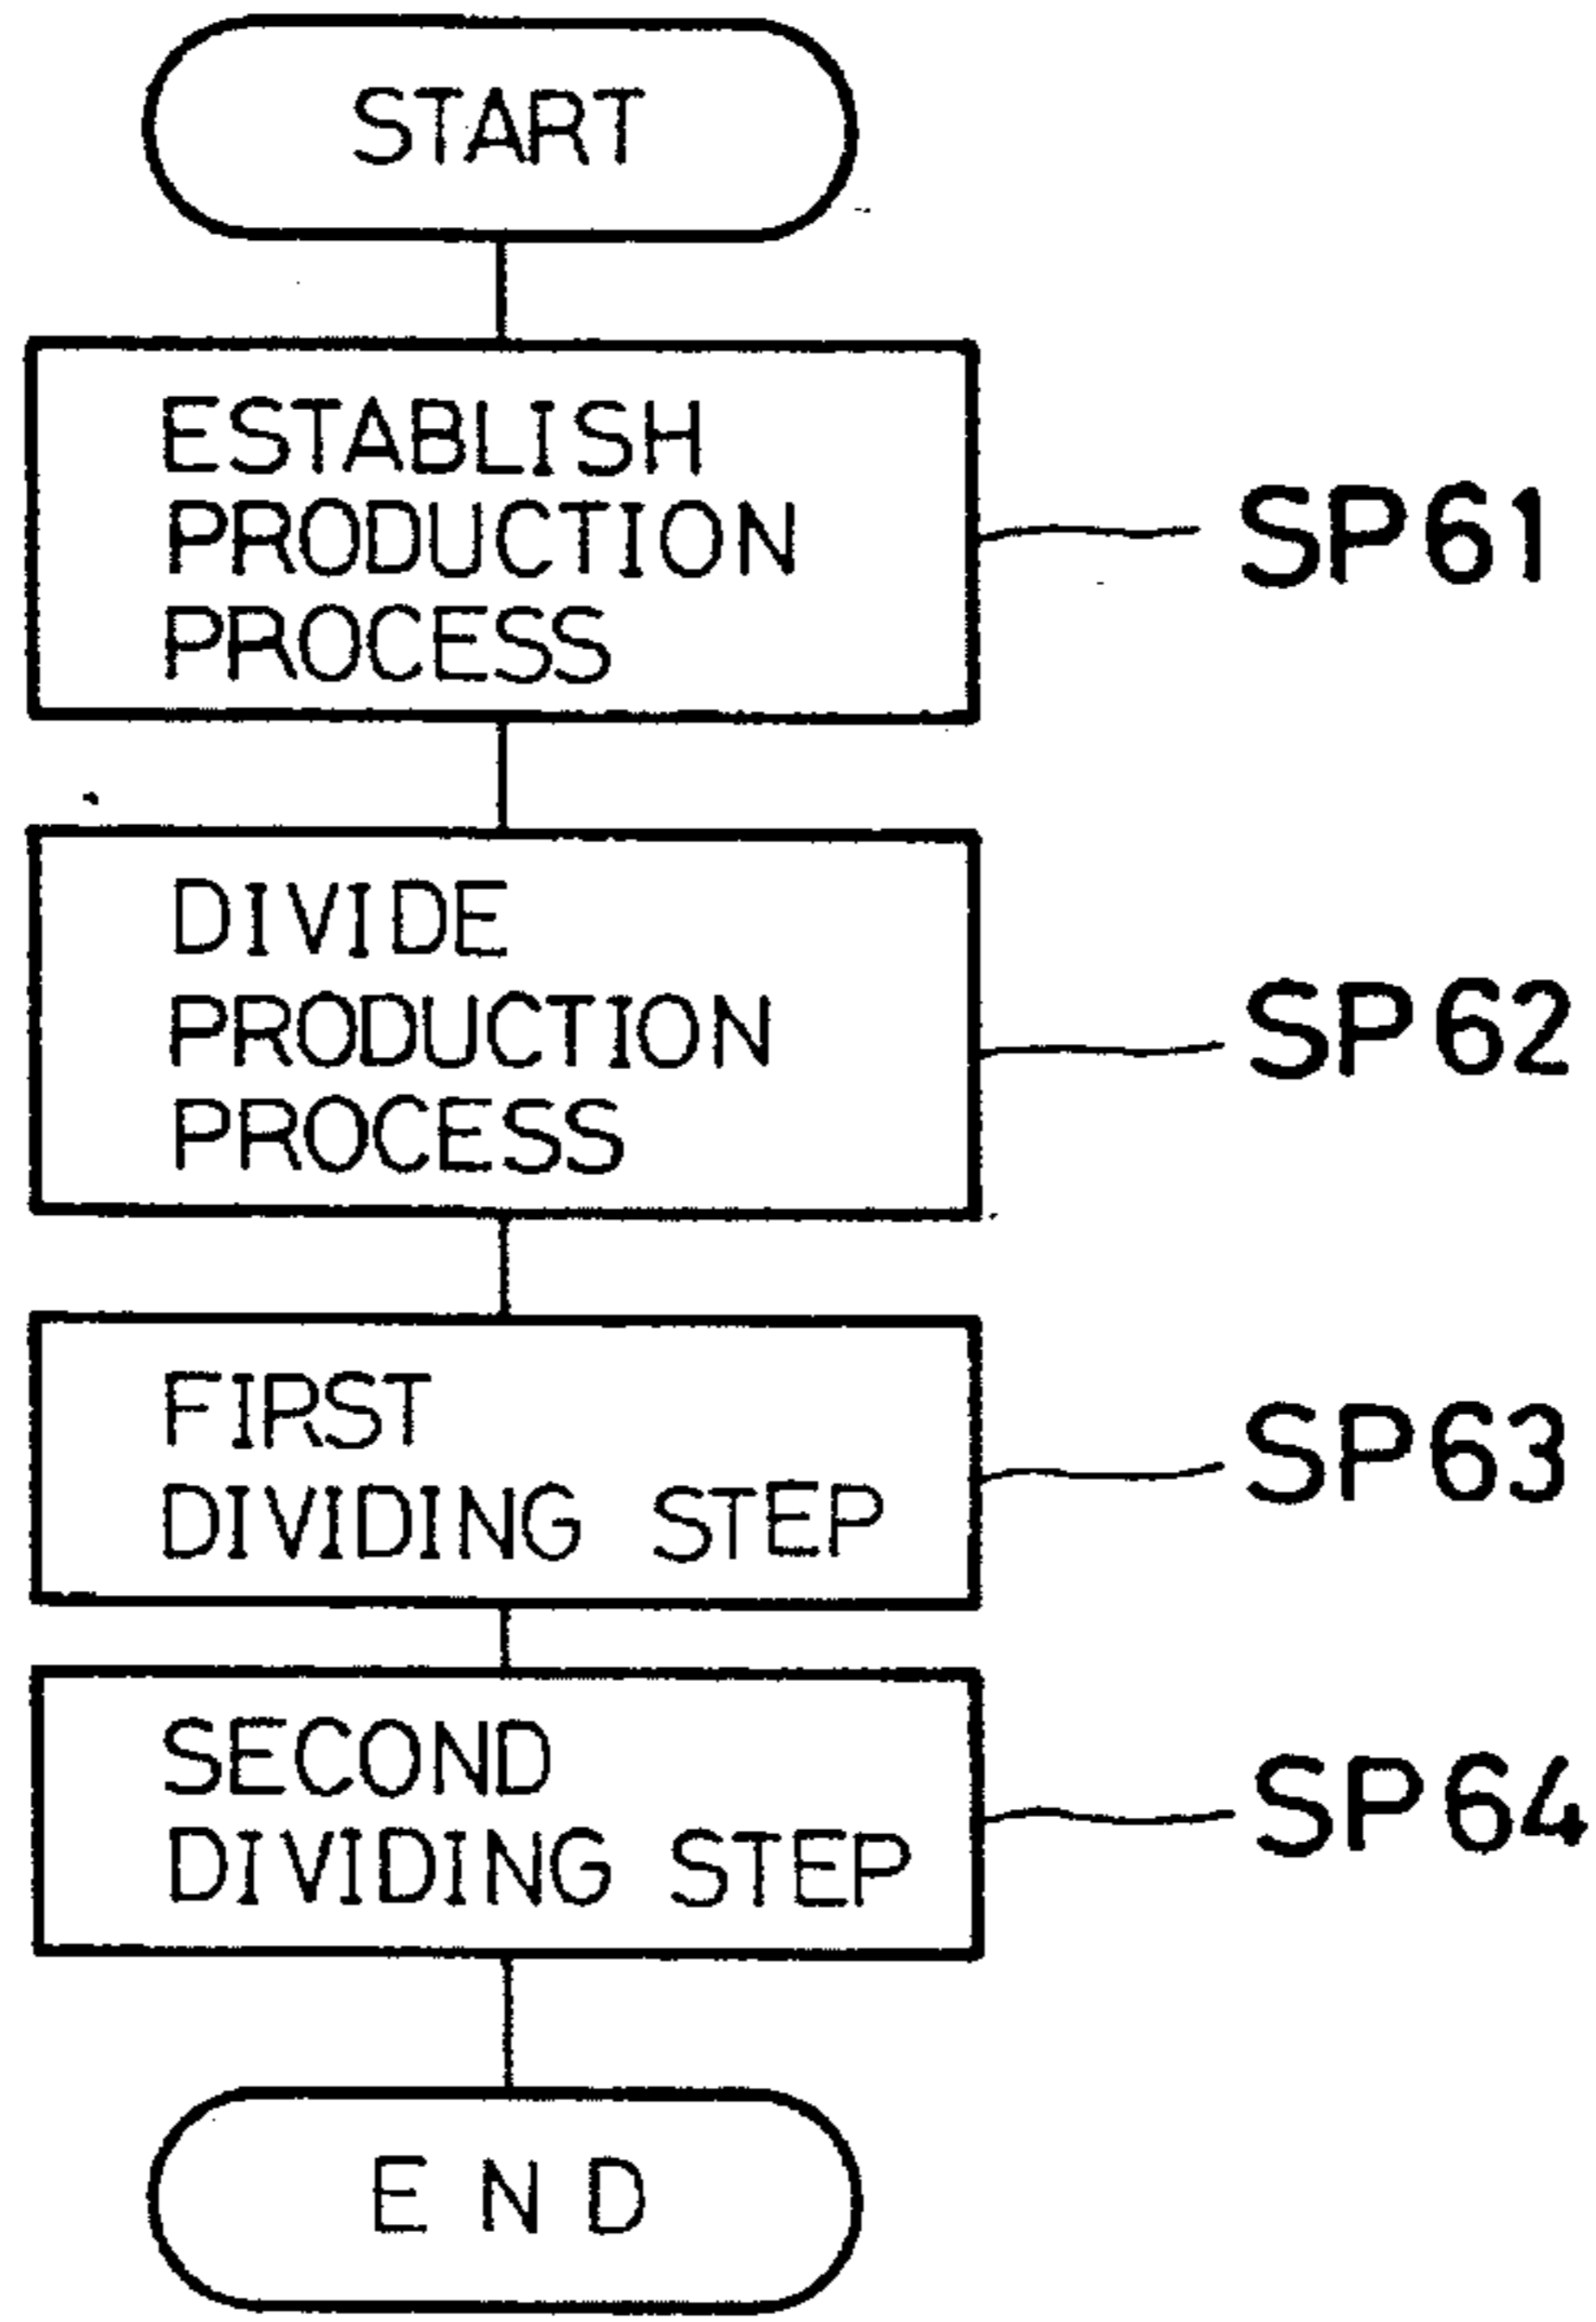 START
ESTABLISH
PRODUCTION
PROCESS
SP61
DIVIDE
PRODUCTION
PROCESS
SP62
FIRST
DIVIDING STEP
SP63
SECOND
DIVIDING STEP
SP64
END